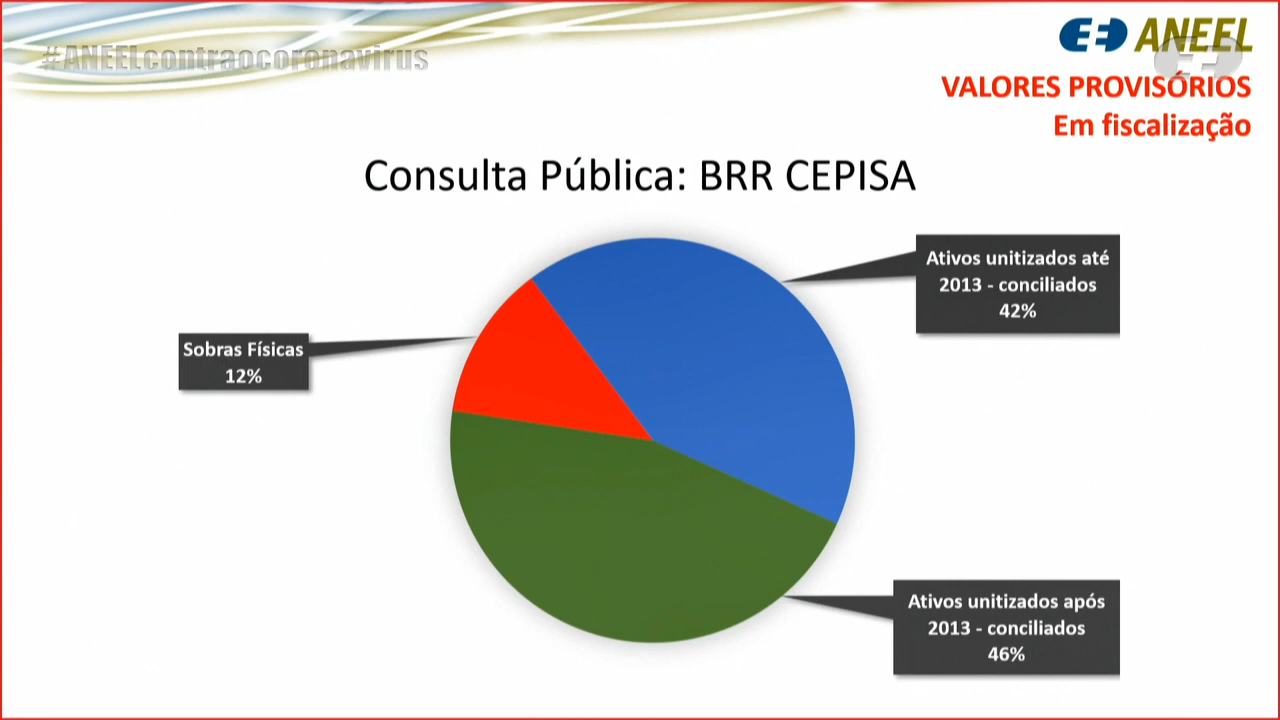 #ANEELcontraocoronavirus
ANEEL
VALORES PROVISÓRIOS
Em fiscalização
Consulta Pública: BRR CEPISA
Ativos unitizados até
2013 - conciliados
42%
Sobras Físicas
12%
Ativos unitizados após
2013 - conciliados
46%